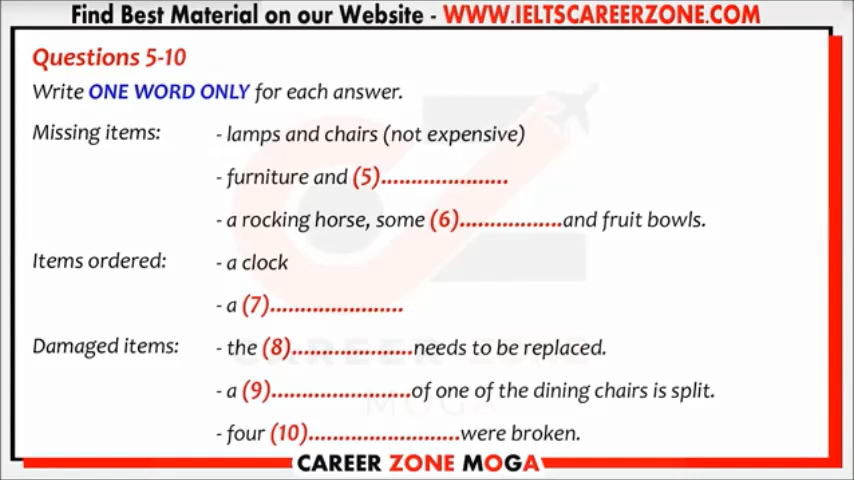 Find Best Material on our Website - WWW.IELTSCAREERZONE.COM
Questions 5-10
Write ONE WORD ONLY for each answer.
Missing items: - lamps and chairs (not expensive)
- furniture and (5)......................
- a rocking horse, some (6).................and fruit bowls.
Items ordered: - a clock
- a (7)......................
Damaged items: - the (8)....................needs to be replaced.
- a (9).......................of one of the dining chairs is split.
- four (10).........................were broken.
CAREER ZONE
MOGA
CAREER ZONE MOGA